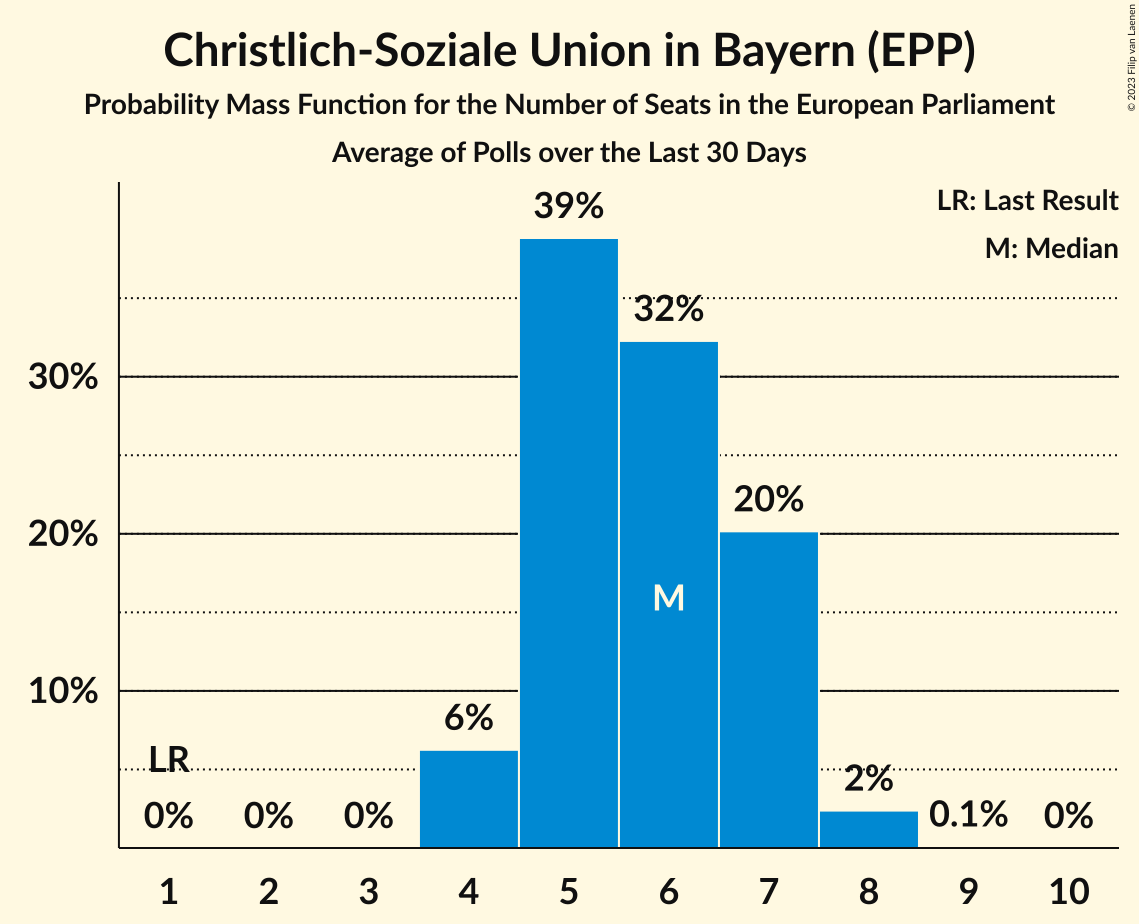 Christlich-Soziale Union in Bayern (EPP)
Probability Mass Function for the Number of Seats in the European Parliament
Average of Polls over the Last 30 Days
© 2023 Filip van Laenen
LR: Last Result
M: Median
39%
32%
30%
20%
20%
M
10%
6%
LR
2%
0% 0% 0% 0.1% 0%
1 2 3 4 5 6 7 8 9 10